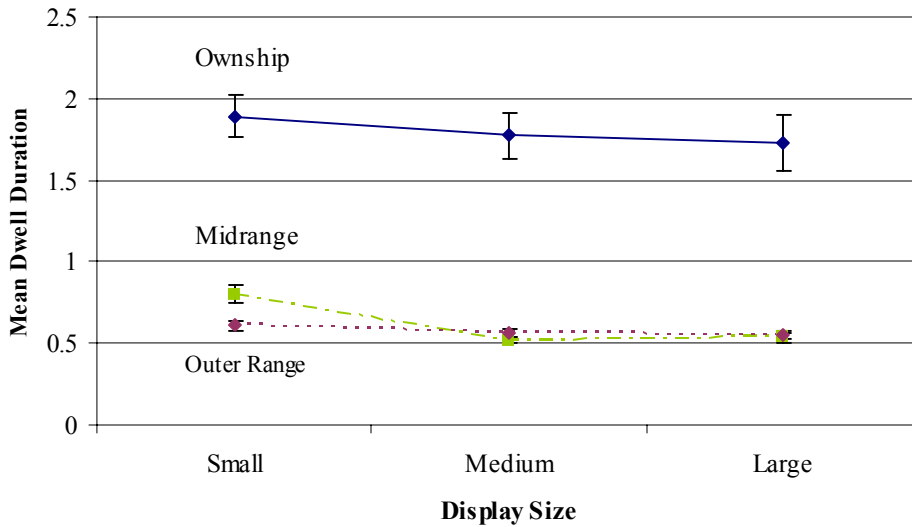 2.5
Ownship
2
1.5
Midrange
1
0.5
Outer Range
0
Small Medium Large
Display Size
Mean Dwell Duration